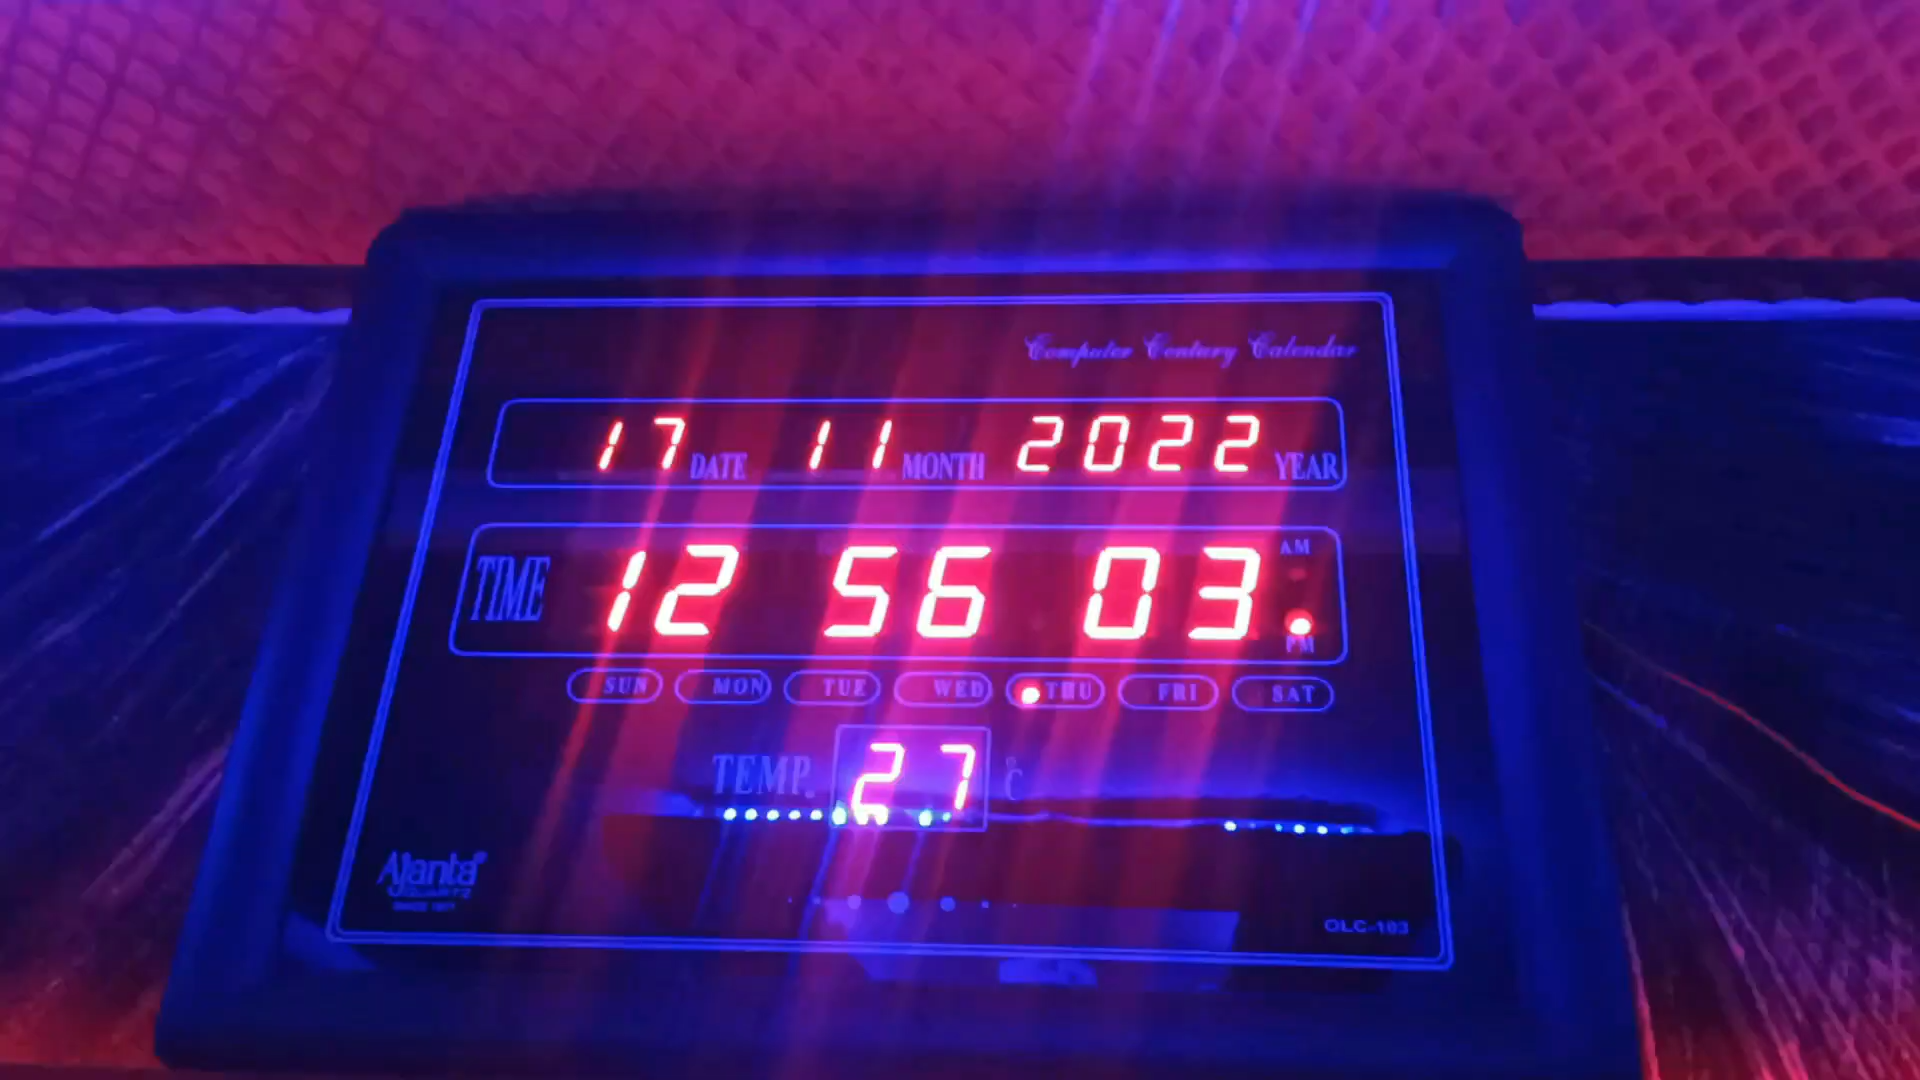 Computer Century Calendar
17 DATE 11 MONTH 2022 YEAR
AM
TIME 12 56 03
PM
SUN MON TUE WED THU FRI SAT
TEMP. 27 °C
Ajanta®
QUARTZ
OLC-103